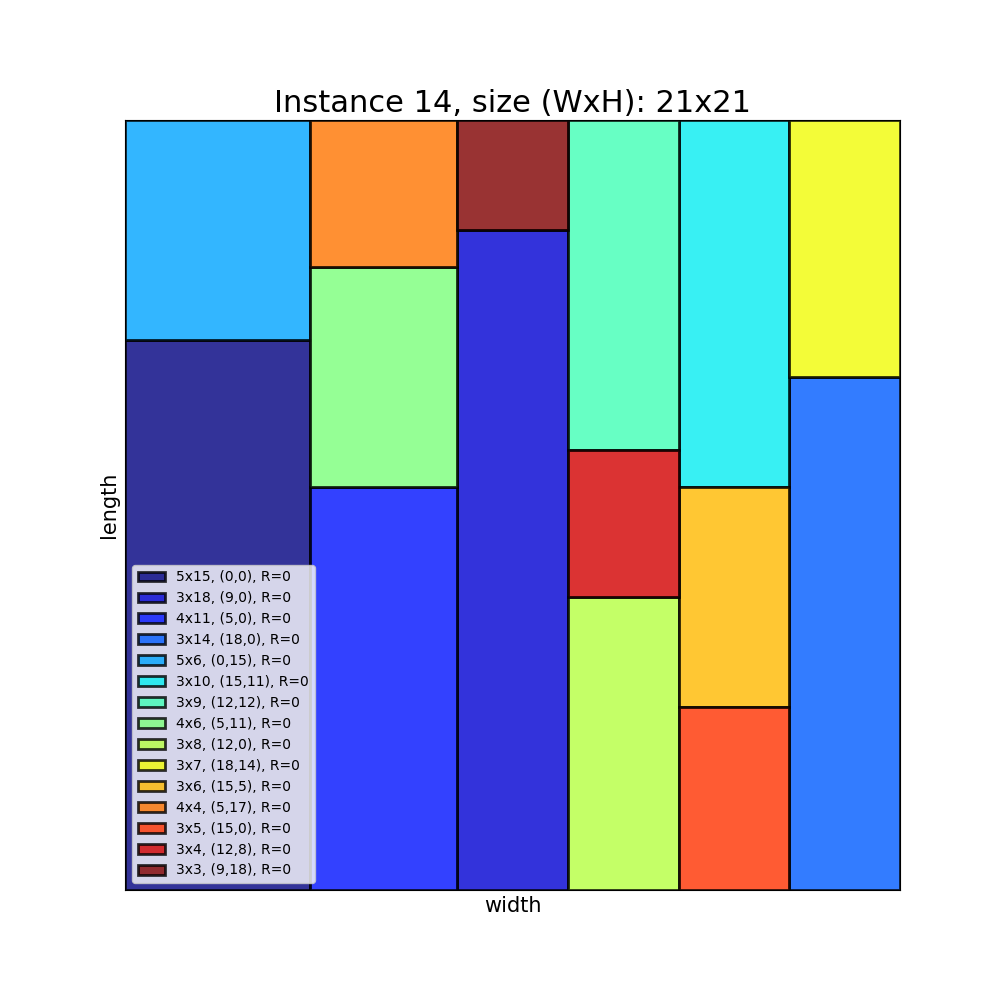 Instance 14, size (WxH): 21x21
length
5x15, (0,0), R=0
3x18, (9,0), R=0
4x11, (5,0), R=0
3x14, (18,0), R=0
5x6, (0,15), R=0
3x10, (15,11), R=0
3x9, (12,12), R=0
4x6, (5,11), R=0
3x8, (12,0), R=0
3x7, (18,14), R=0
3x6, (15,5), R=0
4x4, (5,17), R=0
3x5, (15,0), R=0
3x4, (12,8), R=0
3x3, (9,18), R=0
width